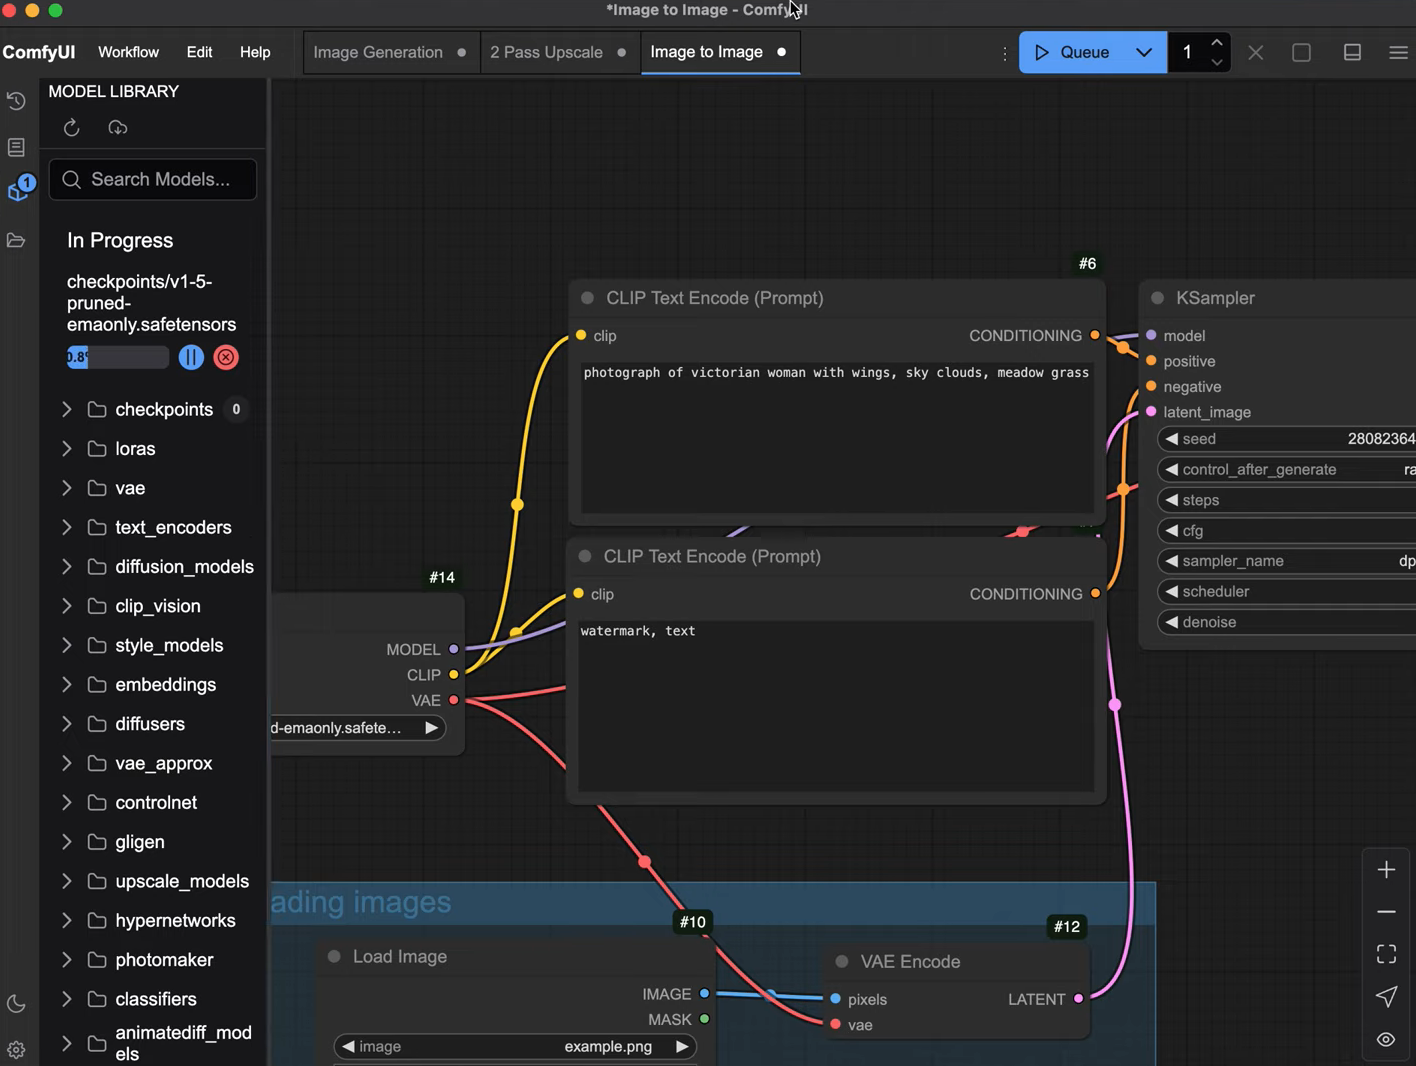 *Image to Image - ComfyUI
ComfyUI Workflow Edit Help Image Generation 2 Pass Upscale Image to Image Queue 1
MODEL LIBRARY
1
Search Models...
In Progress
checkpoints/v1-5-
pruned-
emaonly.safetensors
checkpoints 0
loras
vae
text_encoders
diffusion_models
clip_vision
style_models
embeddings
diffusers
vae_approx
controlnet
gligen
upscale_models
hypernetworks
photomaker
classifiers
animatediff_mod
els
#14
MODEL
CLIP
VAE
d-emaonly.safete...
#6
CLIP Text Encode (Prompt)
clip CONDITIONING
photograph of victorian woman with wings, sky clouds, meadow grass
CLIP Text Encode (Prompt)
clip CONDITIONING
watermark, text
KSampler
model
positive
negative
latent_image
seed 28082364
control_after_generate ra
steps
cfg
sampler_name dp
scheduler
denoise
ading images
#10
Load Image
IMAGE
MASK
image example.png
#12
VAE Encode
pixels LATENT
vae